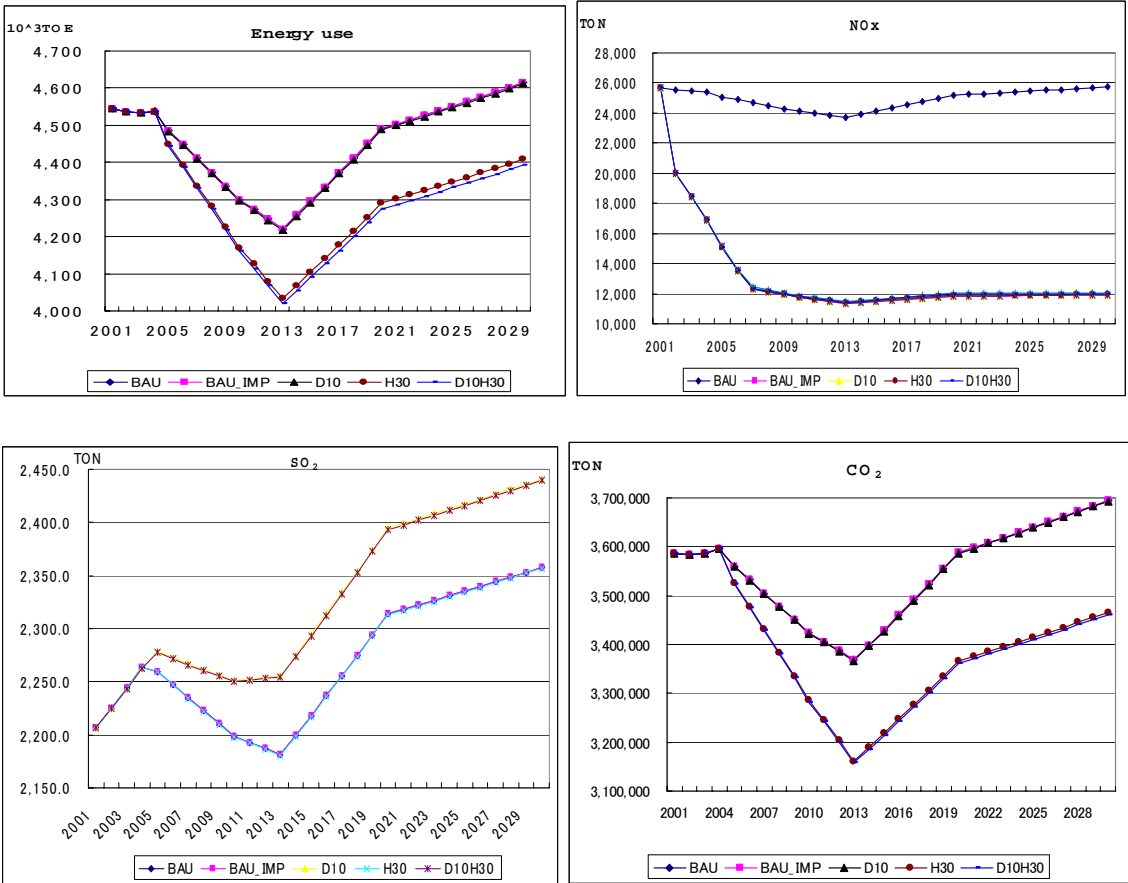 10^3TOE
Energy use
4,700
4,600
4,500
4,400
4,300
4,200
4,100
4,000
2001 2005 2009 2013 2017 2021 2025 2029
BAU BAU_IMP D10 H30 D10H30
TON
NOx
28,000
26,000
24,000
22,000
20,000
18,000
16,000
14,000
12,000
10,000
2001 2005 2009 2013 2017 2021 2025 2029
BAU BAU_IMP D10 H30 D10H30
TON
SO₂
2,450.0
2,400.0
2,350.0
2,300.0
2,250.0
2,200.0
2,150.0
2001 2003 2005 2007 2009 2011 2013 2015 2017 2019 2021 2023 2025 2027 2029
BAU BAU_IMP D10 H30 D10H30
TON
CO₂
3,700,000
3,600,000
3,500,000
3,400,000
3,300,000
3,200,000
3,100,000
2001 2004 2007 2010 2013 2016 2019 2022 2025 2028
BAU BAU_IMP D10 H30 D10H30